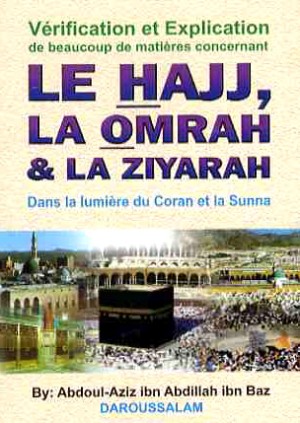 Vérification et Explication
de beaucoup de matières concernant
LE HAJJ,
LA OMRAH
& LA ZIYARAH
Dans la lumière du Coran et la Sunna
By: Abdoul-Aziz ibn Abdillah ibn Baz
DAROUSSALAM